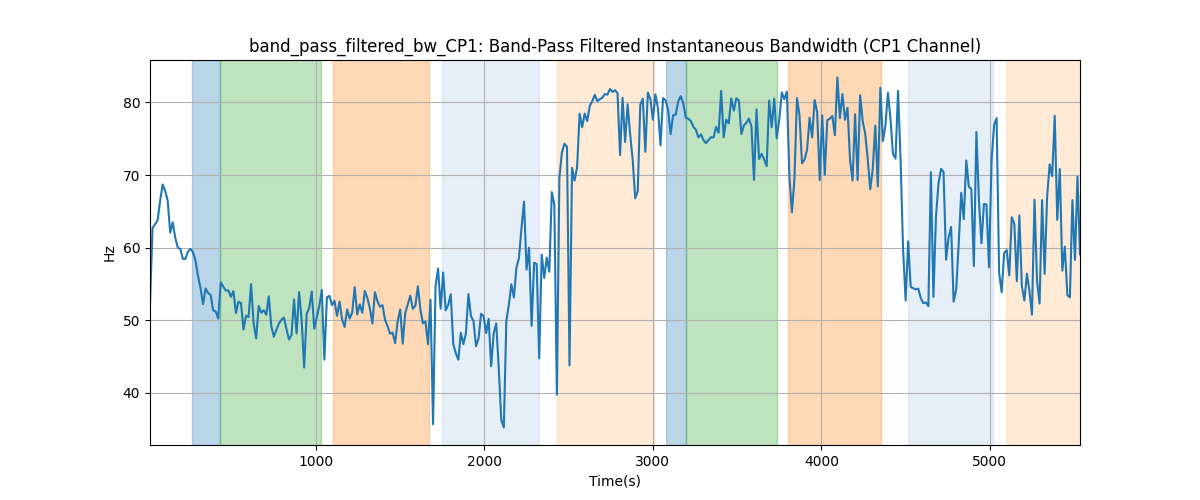 band_pass_filtered_bw_CP1: Band-Pass Filtered Instantaneous Bandwidth (CP1 Channel)
80
70
60
50
40
Hz
1000 2000 3000 4000 5000
Time(s)